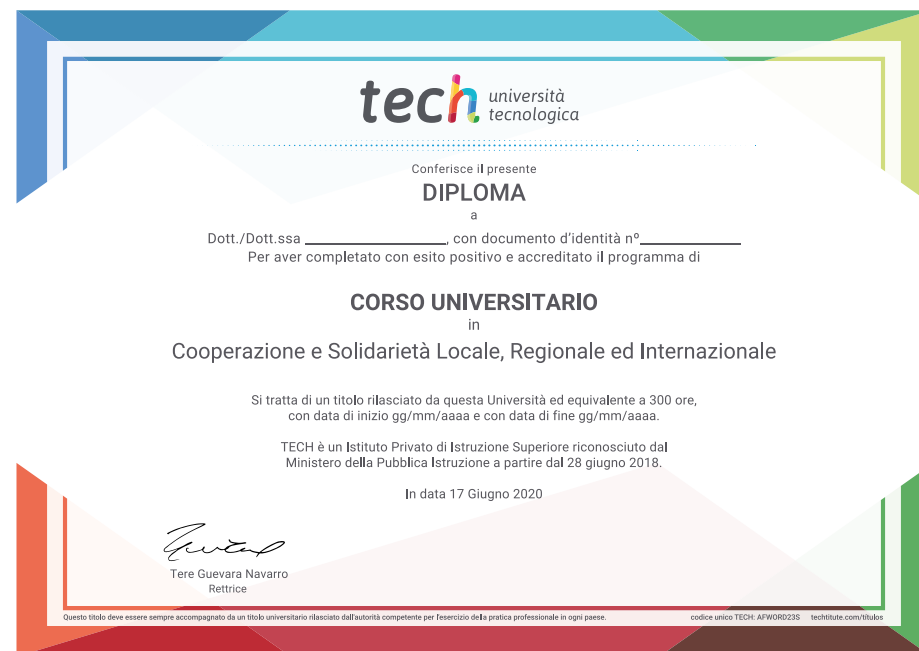 tech università
tecnologica
Conferisce il presente
DIPLOMA
a
Dott./Dott.ssa ____________________, con documento d'identità nº______________
Per aver completato con esito positivo e accreditato il programma di
CORSO UNIVERSITARIO
in
Cooperazione e Solidarietà Locale, Regionale ed Internazionale
Si tratta di un titolo rilasciato da questa Università ed equivalente a 300 ore,
con data di inizio gg/mm/aaaa e con data di fine gg/mm/aaaa.
TECH è un Istituto Privato di Istruzione Superiore riconosciuto dal
Ministero della Pubblica Istruzione a partire dal 28 giugno 2018.
In data 17 Giugno 2020
Tere Guevara Navarro
Rettrice
Questo titolo deve essere sempre accompagnato da un titolo universitario rilasciato dall'autorità competente per l'esercizio della pratica professionale in ogni paese. codice unico TECH: AFWORD23S techtitute.com/títulos